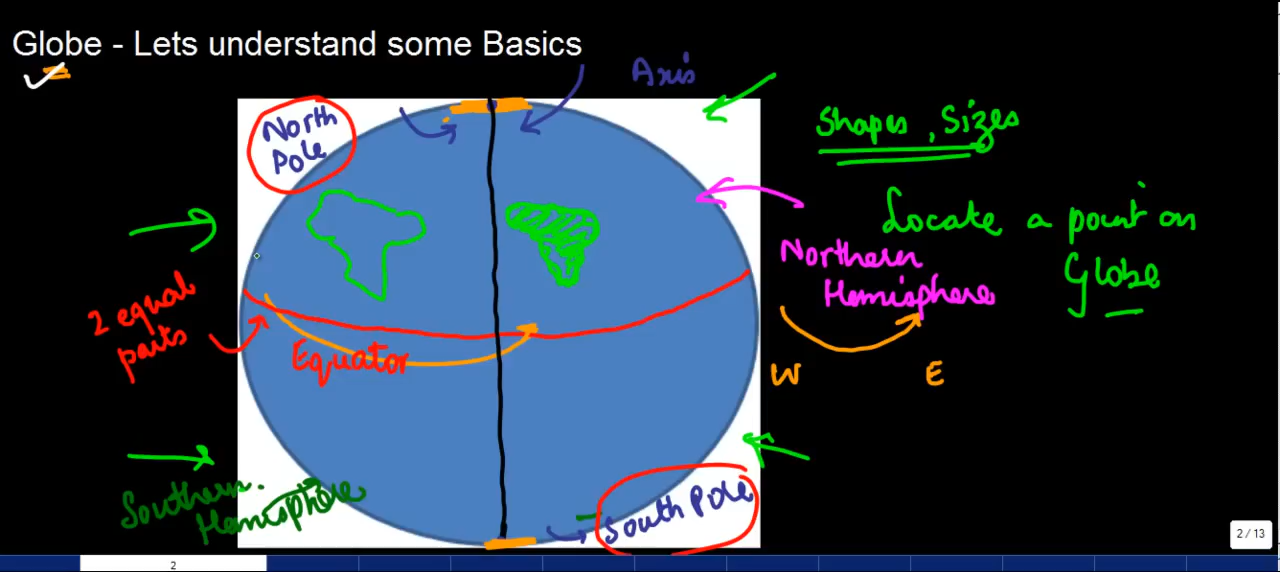 Globe - Lets understand some Basics
Axis
North
Pole
Shapes, Sizes
Locate a point on
Globe
Northern
Hemisphere
2 equal
parts
Equator
W E
Southern
Hemisphere
South Pole
2 / 13
2